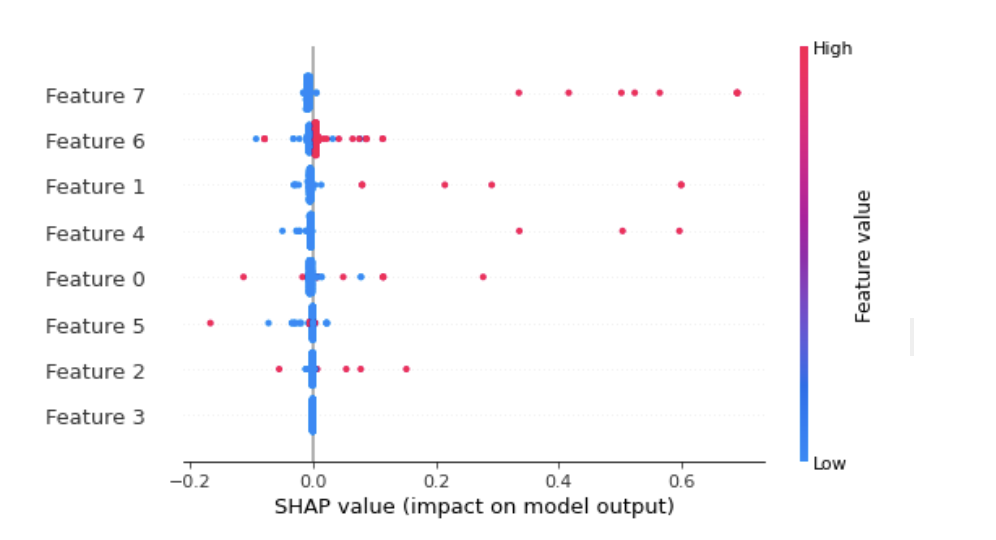 High
Feature 7
Feature 6
Feature 1
Feature 4
Feature 0
Feature 5
Feature 2
Feature 3
Feature value
Low
−0.2 0.0 0.2 0.4 0.6
SHAP value (impact on model output)